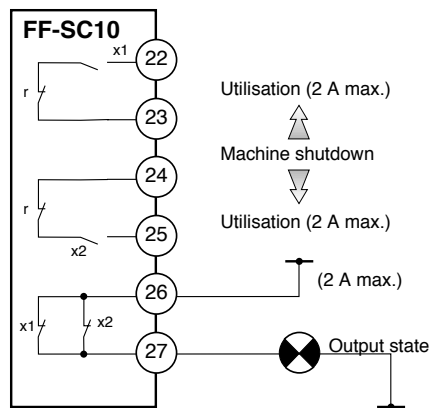 FF-SC10
x1
22
r
Utilisation (2 A max.)
23
Machine shutdown
24
r
Utilisation (2 A max.)
25
x2
26
(2 A max.)
x1
x2
27
Output state